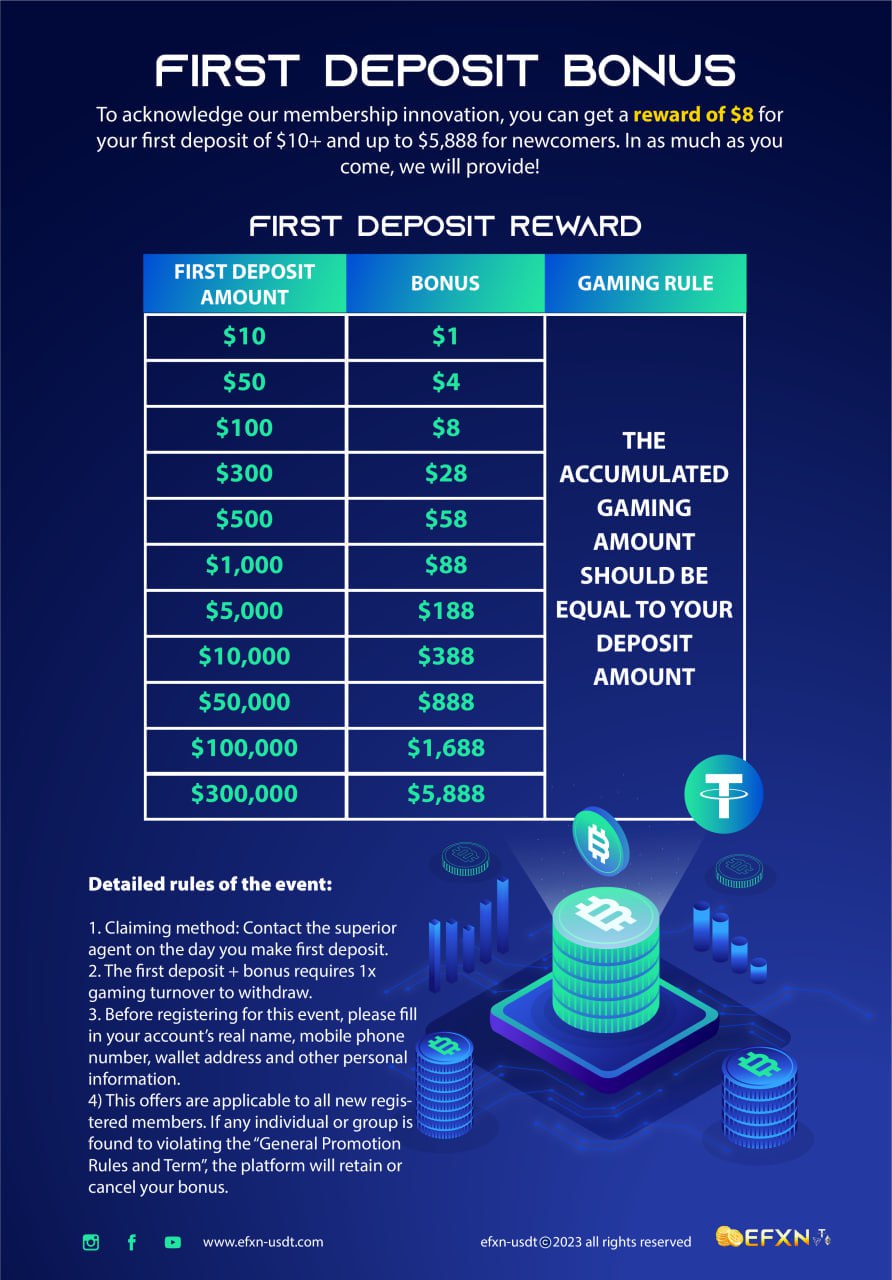 FIRST DEPOSIT BONUS
To acknowledge our membership innovation, you can get a reward of $8 for
your first deposit of $10+ and up to $5,888 for newcomers. In as much as you
come, we will provide!
FIRST DEPOSIT REWARD
FIRST DEPOSIT
AMOUNT
BONUS
GAMING RULE
$10 $1
$50 $4
$100 $8
$300 $28
$500 $58
$1,000 $88
$5,000 $188
$10,000 $388
$50,000 $888
$100,000 $1,688
$300,000 $5,888
THE
ACCUMULATED
GAMING
AMOUNT
SHOULD BE
EQUAL TO YOUR
DEPOSIT
AMOUNT
Detailed rules of the event:
1. Claiming method: Contact the superior
agent on the day you make first deposit.
2. The first deposit + bonus requires 1x
gaming turnover to withdraw.
3. Before registering for this event, please fill
in your account's real name, mobile phone
number, wallet address and other personal
information.
4) This offers are applicable to all new regis-
tered members. If any individual or group is
found to violating the "General Promotion
Rules and Term", the platform will retain or
cancel your bonus.
www.efxn-usdt.com
efxn-usdt©2023 all rights reserved
EFXN